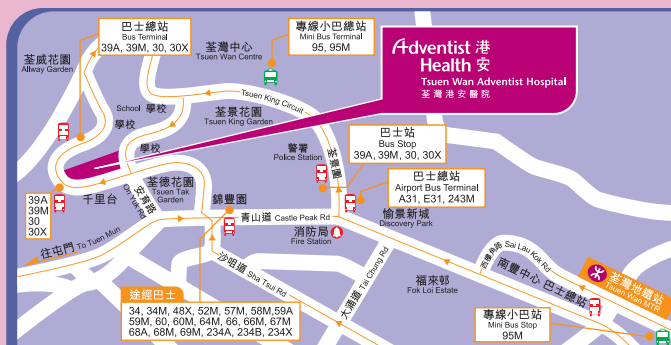 巴士總站
Bus Terminal
39A, 39M, 30, 30X
荃威花園
Allway Garden
荃灣中心
Tsuen Wan Centre
專線小巴總站
Mini Bus Terminal
95, 95M
Adventist 港
Health 安
Tsuen Wan Adventist Hospital
荃灣港安醫院
Tsuen King Circuit
School 學校
學校
學校
荃景花園
Tsuen King Garden
警署
Police Station
荃景圍
巴士站
Bus Stop
39A, 39M, 30, 30X
巴士總站
Airport Bus Terminal
A31, E31, 243M
39A
39M
30
30X
千里台
安育路
On Yuk Rd
荃德花園
Tsuen Tak
Garden
錦豐園
青山道 Castle Peak Rd
消防局
Fire Station
愉景新城
Discovery Park
往屯門 To Tuen Mun
沙咀道 Sha Tsui Rd
大涌道 Tai Chung Rd
福來邨
Fok Loi Estate
西樓角路 Sai Lau Kok Rd
南豐中心 巴士總站
荃灣地鐵站
Tsuen Wan MTR
途經巴士
34, 34M, 48X, 52M, 57M, 58M,59A
59M, 60, 60M, 64M, 66, 66M, 67M
68A, 68M, 69M, 234A, 234B, 234X
專線小巴站
Mini Bus Stop
95M